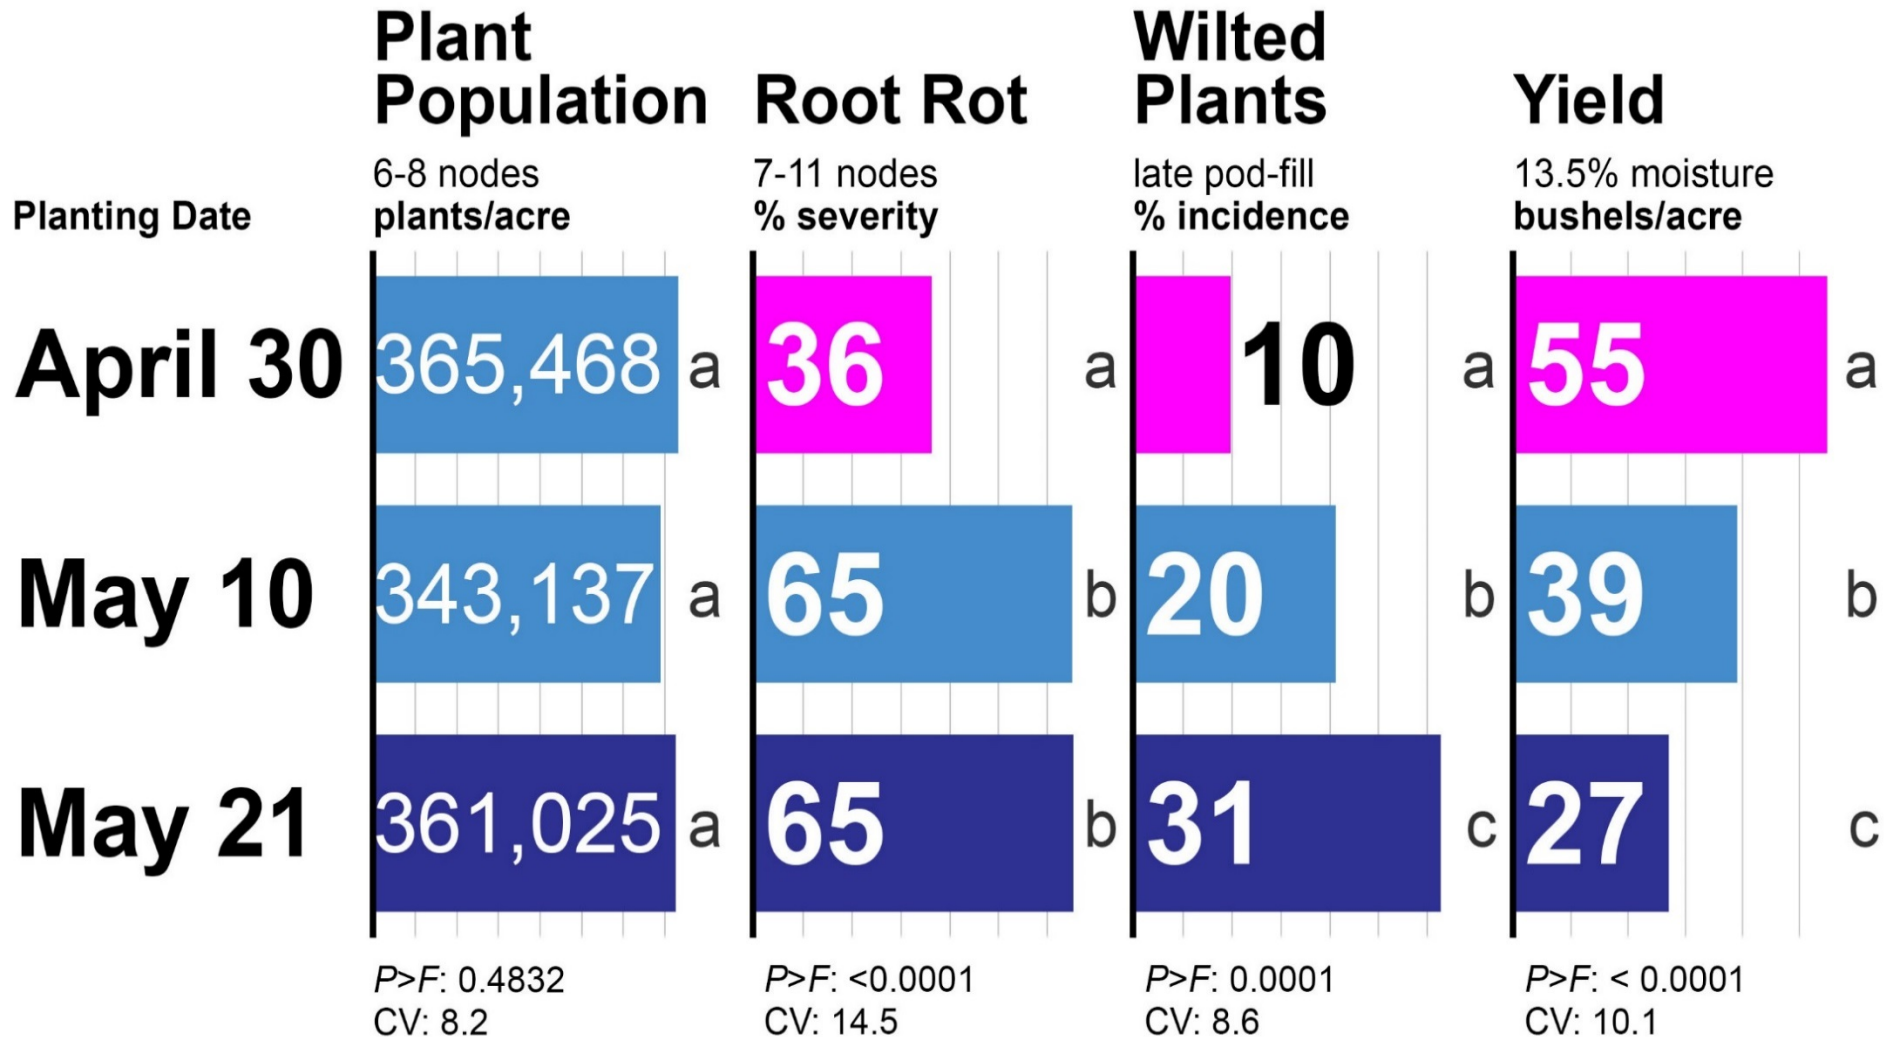 Plant
Population
Root Rot
Wilted
Plants
Yield
Planting Date
6-8 nodes
plants/acre
7-11 nodes
% severity
late pod-fill
% incidence
13.5% moisture
bushels/acre
April 30
365,468 a
36 a
10 a
55 a
May 10
343,137 a
65 b
20 b
39 b
May 21
361,025 a
65 b
31 c
27 c
P>F: 0.4832
CV: 8.2
P>F: <0.0001
CV: 14.5
P>F: 0.0001
CV: 8.6
P>F: < 0.0001
CV: 10.1